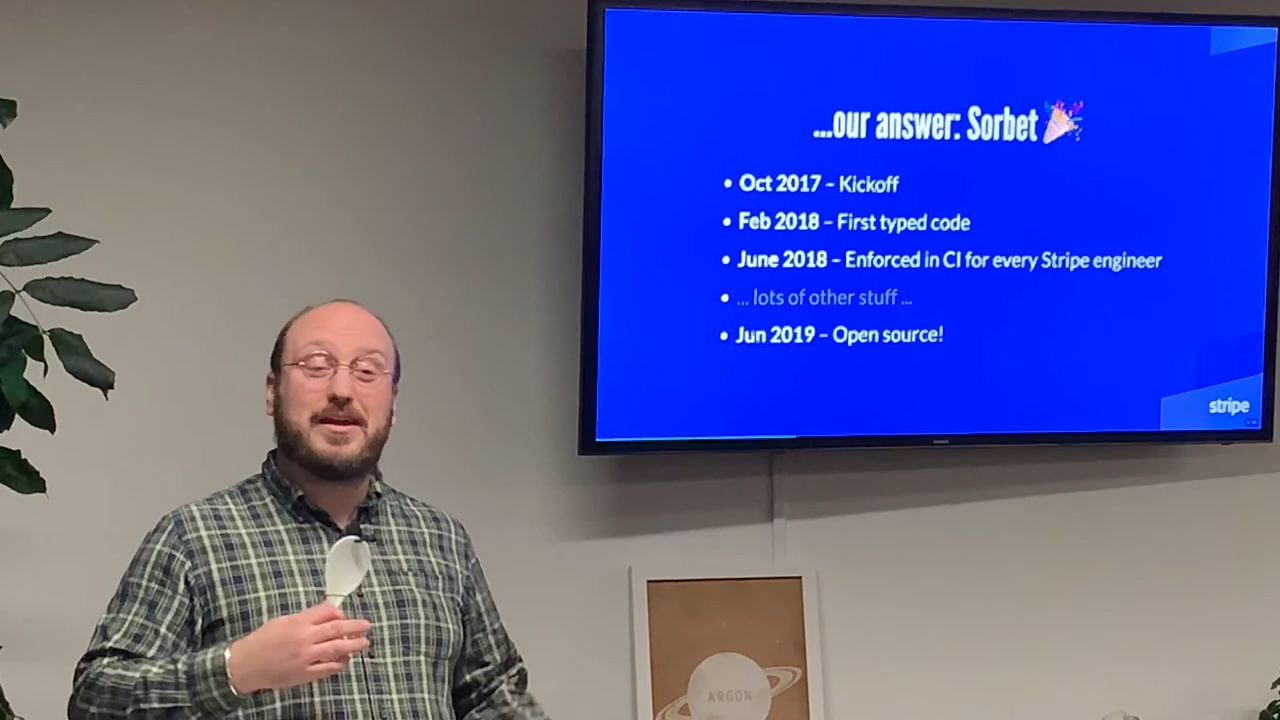 ...our answer: Sorbet 🎉
• Oct 2017 – Kickoff
• Feb 2018 – First typed code
• June 2018 – Enforced in CI for every Stripe engineer
• ... lots of other stuff ...
• Jun 2019 – Open source!
stripe
ARGON